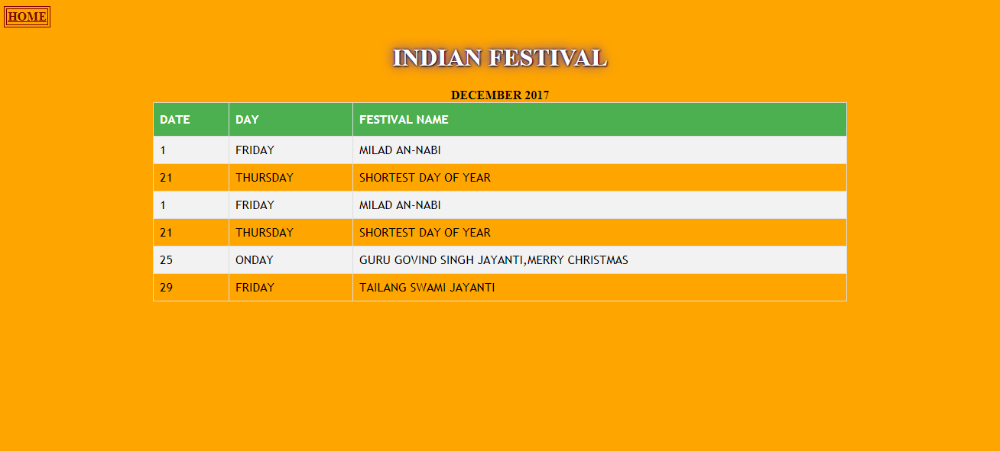 HOME
INDIAN FESTIVAL
DECEMBER 2017
DATE DAY FESTIVAL NAME
1 FRIDAY MILAD AN-NABI
21 THURSDAY SHORTEST DAY OF YEAR
1 FRIDAY MILAD AN-NABI
21 THURSDAY SHORTEST DAY OF YEAR
25 ONDAY GURU GOVIND SINGH JAYANTI,MERRY CHRISTMAS
29 FRIDAY TAILANG SWAMI JAYANTI